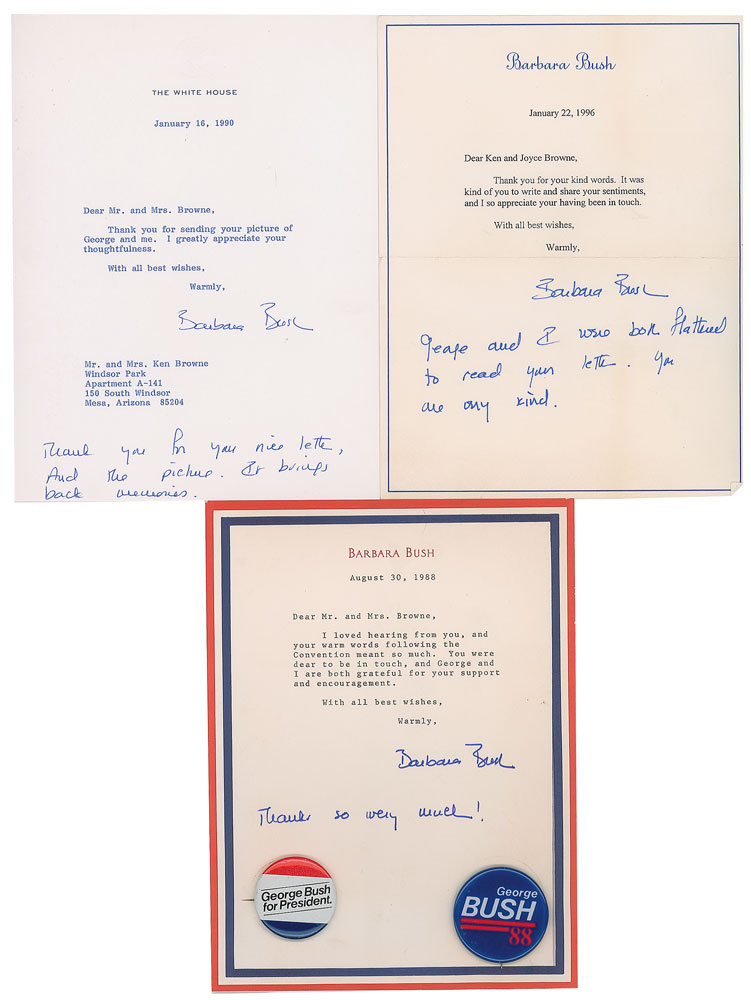 THE WHITE HOUSE
January 16, 1990
Dear Mr. and Mrs. Browne,
Thank you for sending your picture of
George and me. I greatly appreciate your
thoughtfulness.
With all best wishes,
Warmly,
Barbara Bush
Mr. and Mrs. Ken Browne
Windsor Park
Apartment A-141
150 South Windsor
Mesa, Arizona 85204
Thank you for your nice letter,
And the picture. It brings
back memories.
Barbara Bush
January 22, 1996
Dear Ken and Joyce Browne,
Thank you for your kind words. It was
kind of you to write and share your sentiments,
and I so appreciate your having been in touch.
With all best wishes,
Warmly,
Barbara Bush
George and I were both flattered
to read your letter. You
are very kind.
BARBARA BUSH
August 30, 1988
Dear Mr. and Mrs. Browne,
I loved hearing from you, and
your warm words following the
Convention meant so much. You were
dear to be in touch, and George and
I are both grateful for your support
and encouragement.
With all best wishes,
Warmly,
Barbara Bush
Thanks so very much!
George Bush
for President.
George
BUSH
88